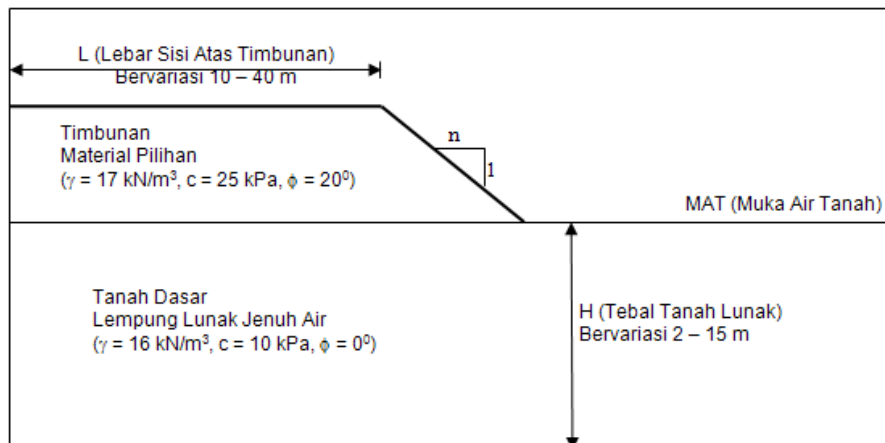 L (Lebar Sisi Atas Timbunan)
Bervariasi 10 – 40 m
Timbunan
Material Pilihan
(γ = 17 kN/m³, c = 25 kPa, ϕ = 20⁰)
n
1
MAT (Muka Air Tanah)
Tanah Dasar
Lempung Lunak Jenuh Air
(γ = 16 kN/m³, c = 10 kPa, ϕ = 0⁰)
H (Tebal Tanah Lunak)
Bervariasi 2 – 15 m